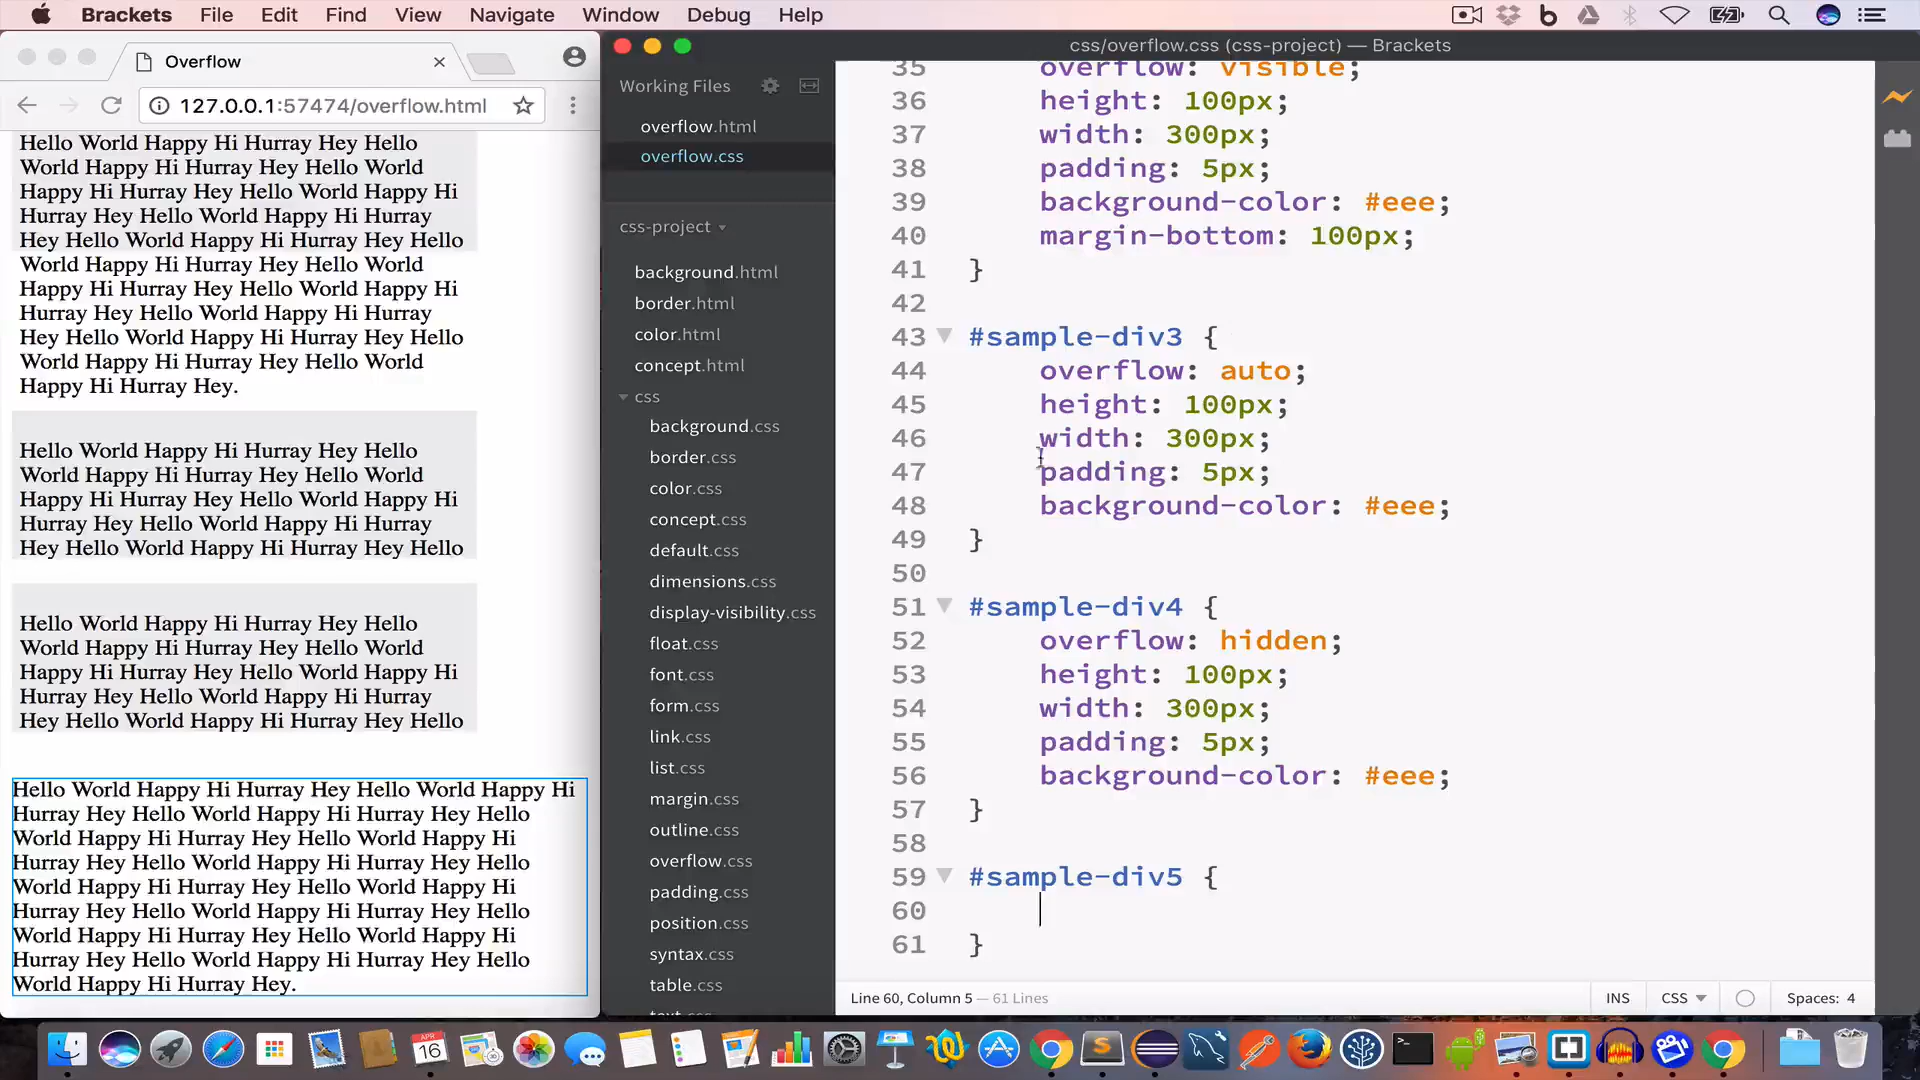 Brackets File Edit Find View Navigate Window Debug Help
Overflow
127.0.0.1:57474/overflow.html
Hello World Happy Hi Hurray Hey Hello
World Happy Hi Hurray Hey Hello World
Happy Hi Hurray Hey Hello World Happy Hi
Hurray Hey Hello World Happy Hi Hurray
Hey Hello World Happy Hi Hurray Hey Hello
World Happy Hi Hurray Hey Hello World
Happy Hi Hurray Hey Hello World Happy Hi
Hurray Hey Hello World Happy Hi Hurray
Hey Hello World Happy Hi Hurray Hey Hello
World Happy Hi Hurray Hey Hello World
Happy Hi Hurray Hey.
Hello World Happy Hi Hurray Hey Hello
World Happy Hi Hurray Hey Hello World
Happy Hi Hurray Hey Hello World Happy Hi
Hurray Hey Hello World Happy Hi Hurray
Hey Hello World Happy Hi Hurray Hey Hello
Hello World Happy Hi Hurray Hey Hello
World Happy Hi Hurray Hey Hello World
Happy Hi Hurray Hey Hello World Happy Hi
Hurray Hey Hello World Happy Hi Hurray
Hey Hello World Happy Hi Hurray Hey Hello
Hello World Happy Hi Hurray Hey Hello World Happy Hi
Hurray Hey Hello World Happy Hi Hurray Hey Hello
World Happy Hi Hurray Hey Hello World Happy Hi
Hurray Hey Hello World Happy Hi Hurray Hey Hello
World Happy Hi Hurray Hey Hello World Happy Hi
Hurray Hey Hello World Happy Hi Hurray Hey Hello
World Happy Hi Hurray Hey Hello World Happy Hi
Hurray Hey Hello World Happy Hi Hurray Hey Hello
World Happy Hi Hurray Hey.
css/overflow.css (css-project) — Brackets
Working Files
overflow.html
overflow.css
css-project
background.html
border.html
color.html
concept.html
css
background.css
border.css
color.css
concept.css
default.css
dimensions.css
display-visibility.css
float.css
font.css
form.css
link.css
list.css
margin.css
outline.css
overflow.css
padding.css
position.css
syntax.css
table.css
text.css
35 overflow: visible;
36 height: 100px;
37 width: 300px;
38 padding: 5px;
39 background-color: #eee;
40 margin-bottom: 100px;
41 }
42
43 #sample-div3 {
44 overflow: auto;
45 height: 100px;
46 width: 300px;
47 padding: 5px;
48 background-color: #eee;
49 }
50
51 #sample-div4 {
52 overflow: hidden;
53 height: 100px;
54 width: 300px;
55 padding: 5px;
56 background-color: #eee;
57 }
58
59 #sample-div5 {
60
61 }
Line 60, Column 5 — 61 Lines
INS CSS Spaces: 4
APR
16